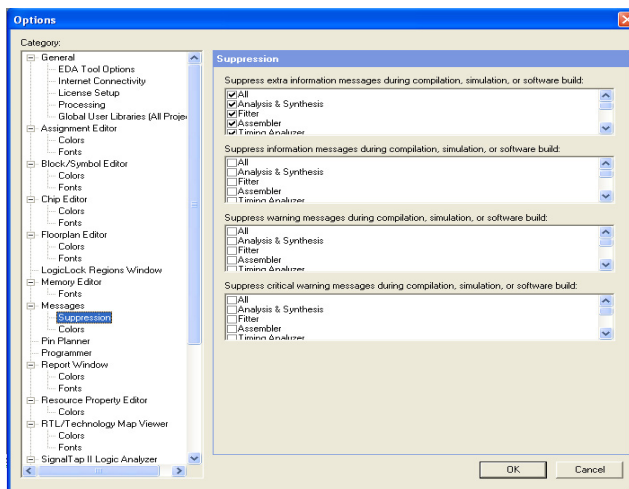 Options
Category:
General
EDA Tool Options
Internet Connectivity
License Setup
Processing
Global User Libraries (All Proje
Assignment Editor
Colors
Fonts
Block/Symbol Editor
Colors
Fonts
Chip Editor
Colors
Fonts
Floorplan Editor
Colors
Fonts
LogicLock Regions Window
Memory Editor
Fonts
Messages
Suppression
Colors
Pin Planner
Programmer
Report Window
Colors
Fonts
Resource Property Editor
Colors
RTL/Technology Map Viewer
Colors
Fonts
SignalTap II Logic Analyzer
Suppression
Suppress extra information messages during compilation, simulation, or software build:
All
Analysis & Synthesis
Fitter
Assembler
Timing Analyzer
Suppress information messages during compilation, simulation, or software build:
All
Analysis & Synthesis
Fitter
Assembler
Timing Analyzer
Suppress warning messages during compilation, simulation, or software build:
All
Analysis & Synthesis
Fitter
Assembler
Timing Analyzer
Suppress critical warning messages during compilation, simulation, or software build:
All
Analysis & Synthesis
Fitter
Assembler
Timing Analyzer
OK Cancel